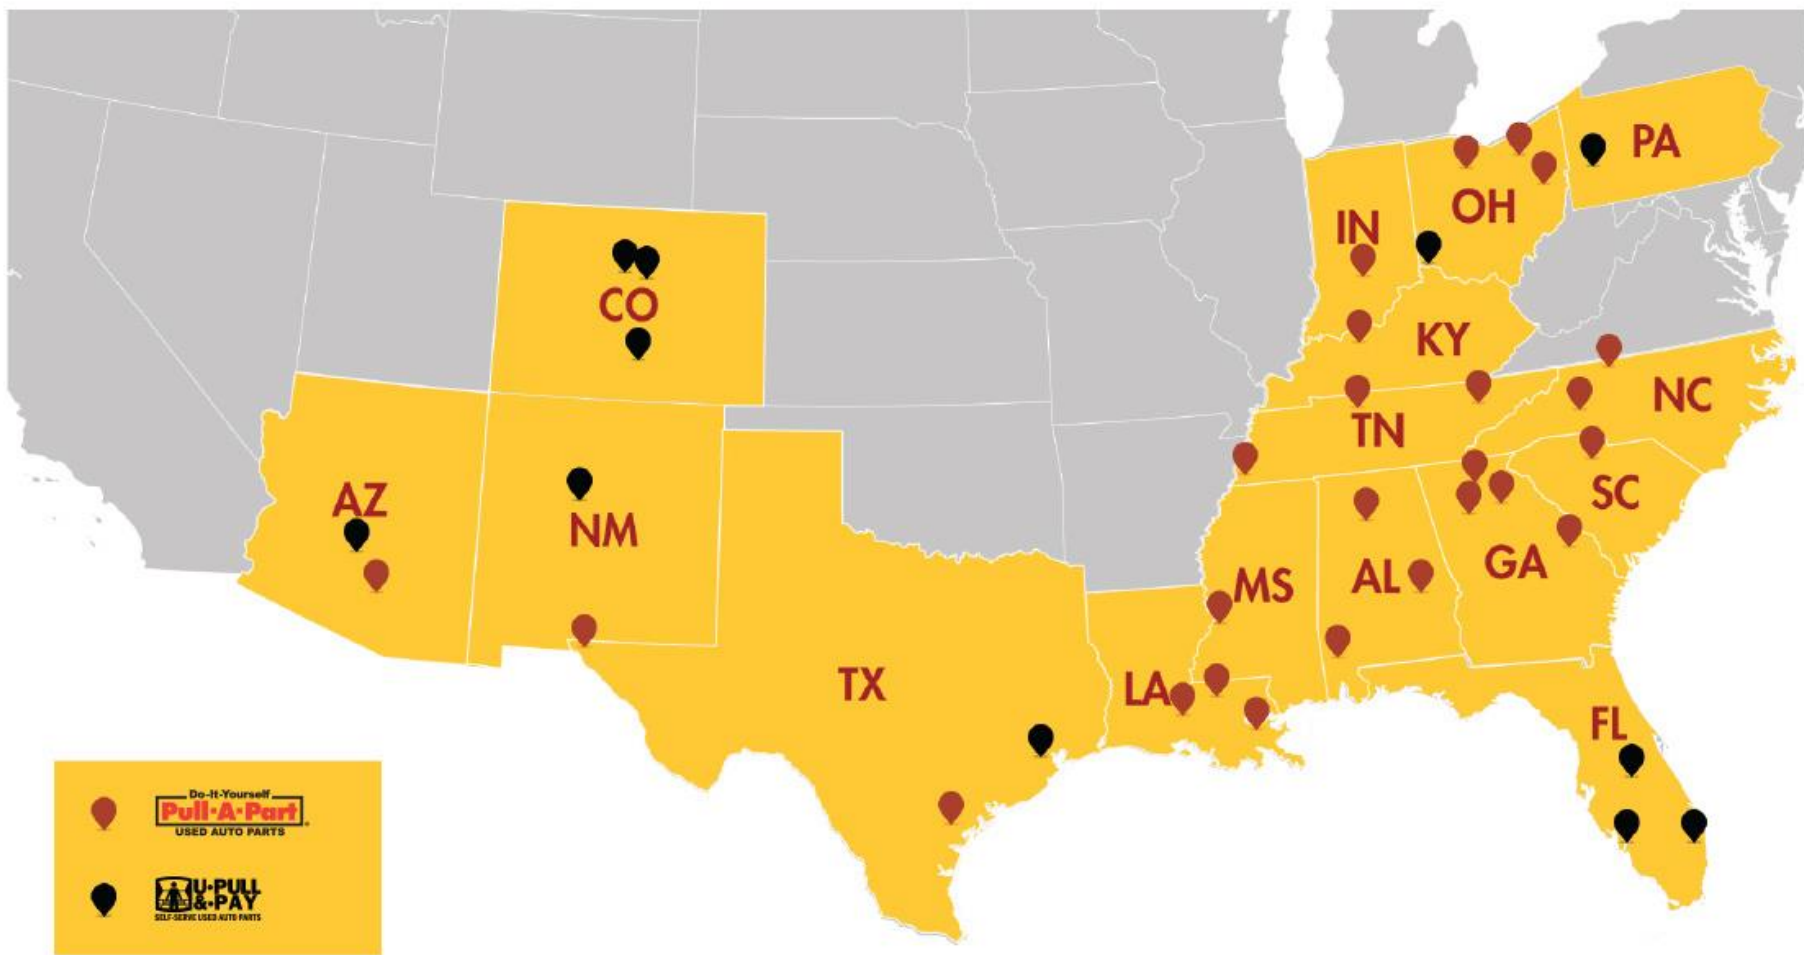 PA
OH
IN
CO
KY
NC
TN
AZ
SC
NM
GA
MS
AL
TX
LA
FL
Do-It-Yourself
Pull-A-Part
USED AUTO PARTS
U•PULL
&•PAY
SELF-SERVE USED AUTO PARTS